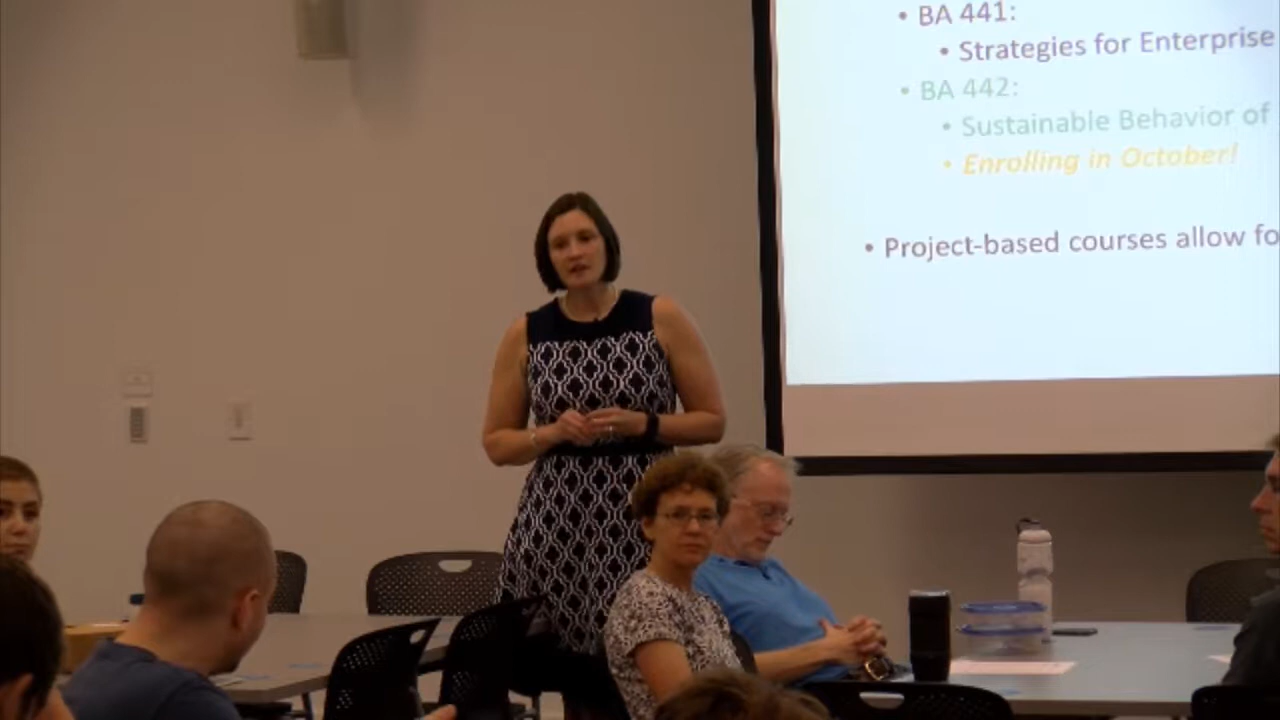 • BA 441:
• Strategies for Enterprise
• BA 442:
• Sustainable Behavior of
• Enrolling in October!
• Project-based courses allow fo